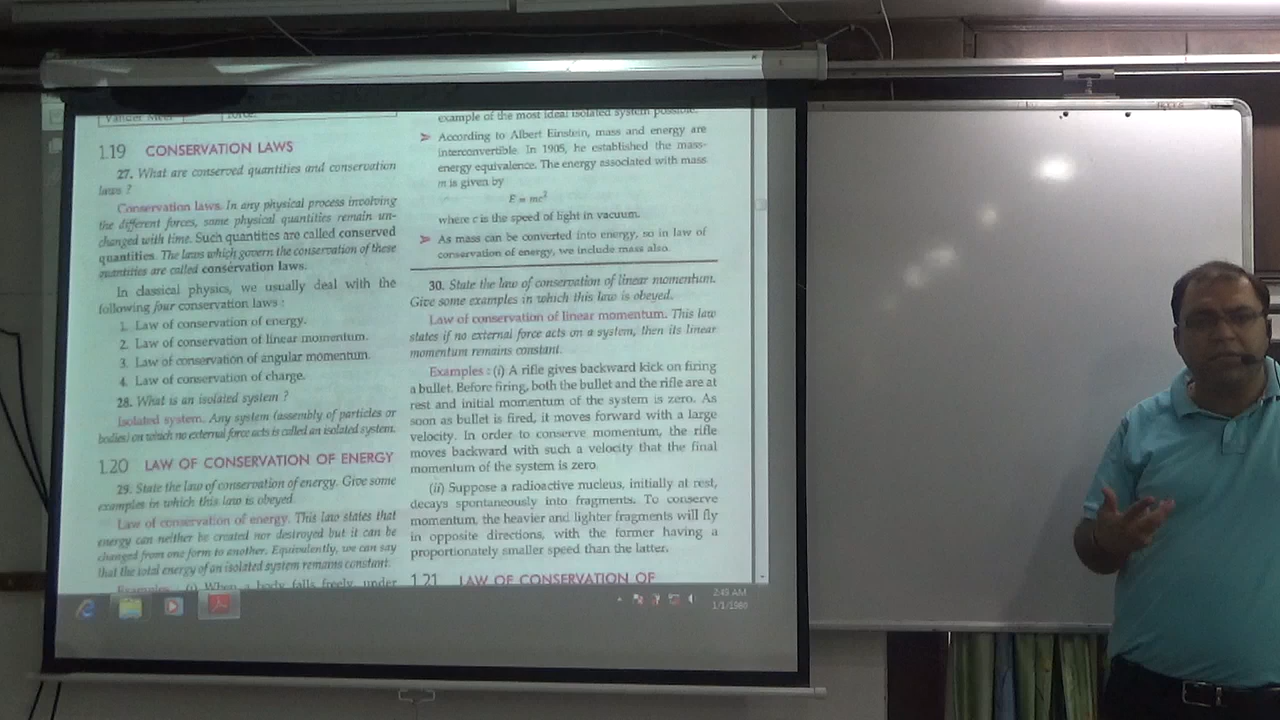 Vander Meer force.
1.19 CONSERVATION LAWS
27. What are conserved quantities and conservation
laws ?
Conservation laws. In any physical process involving
the different forces, some physical quantities remain un-
changed with time. Such quantities are called conserved
quantities. The laws which govern the conservation of these
quantities are called conservation laws.
In classical physics, we usually deal with the
following four conservation laws :
1. Law of conservation of energy.
2. Law of conservation of linear momentum.
3. Law of conservation of angular momentum.
4. Law of conservation of charge.
28. What is an isolated system ?
Isolated system. Any system (assembly of particles or
bodies) on which no external force acts is called an isolated system.
1.20 LAW OF CONSERVATION OF ENERGY
29. State the law of conservation of energy. Give some
examples in which this law is obeyed.
Law of conservation of energy. This law states that
energy can neither be created nor destroyed but it can be
changed from one form to another. Equivalently, we can say
that the total energy of an isolated system remains constant.
Examples (i) When a body falls freely under
example of the most ideal isolated system possible.
➤ According to Albert Einstein, mass and energy are
interconvertible. In 1905, he established the mass-
energy equivalence. The energy associated with mass
m is given by
E = mc²
where c is the speed of light in vacuum.
➤ As mass can be converted into energy, so in law of
conservation of energy, we include mass also.
30. State the law of conservation of linear momentum.
Give some examples in which this law is obeyed.
Law of conservation of linear momentum. This law
states if no external force acts on a system, then its linear
momentum remains constant.
Examples : (i) A rifle gives backward kick on firing
a bullet. Before firing, both the bullet and the rifle are at
rest and initial momentum of the system is zero. As
soon as bullet is fired, it moves forward with a large
velocity. In order to conserve momentum, the rifle
moves backward with such a velocity that the final
momentum of the system is zero.
(ii) Suppose a radioactive nucleus, initially at rest,
decays spontaneously into fragments. To conserve
momentum, the heavier and lighter fragments will fly
in opposite directions, with the former having a
proportionately smaller speed than the latter.
1.21 LAW OF CONSERVATION OF
2:49 AM
1/1/1980